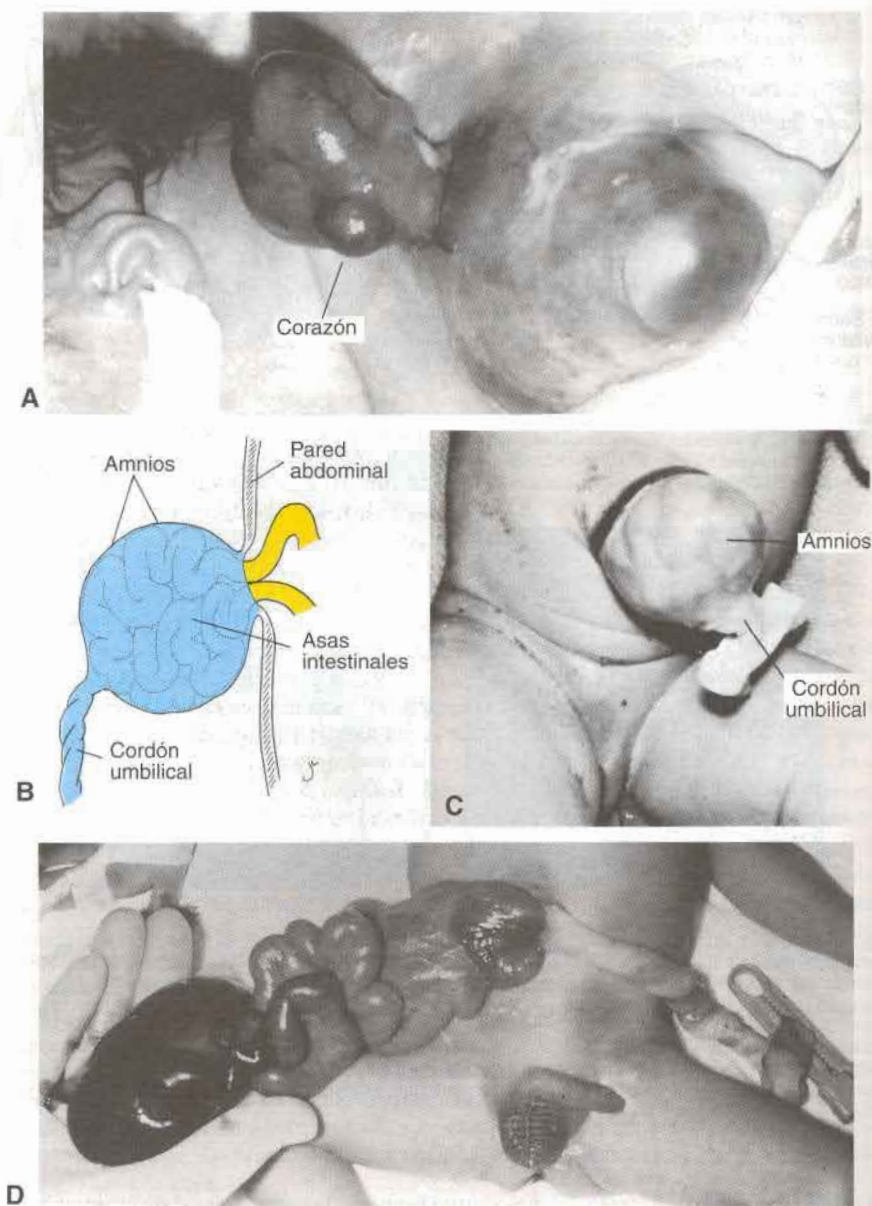 Corazón
A
Amnios
Pared
abdominal
Asas
intestinales
Cordón
umbilical
B
Amnios
Cordón
umbilical
C
D